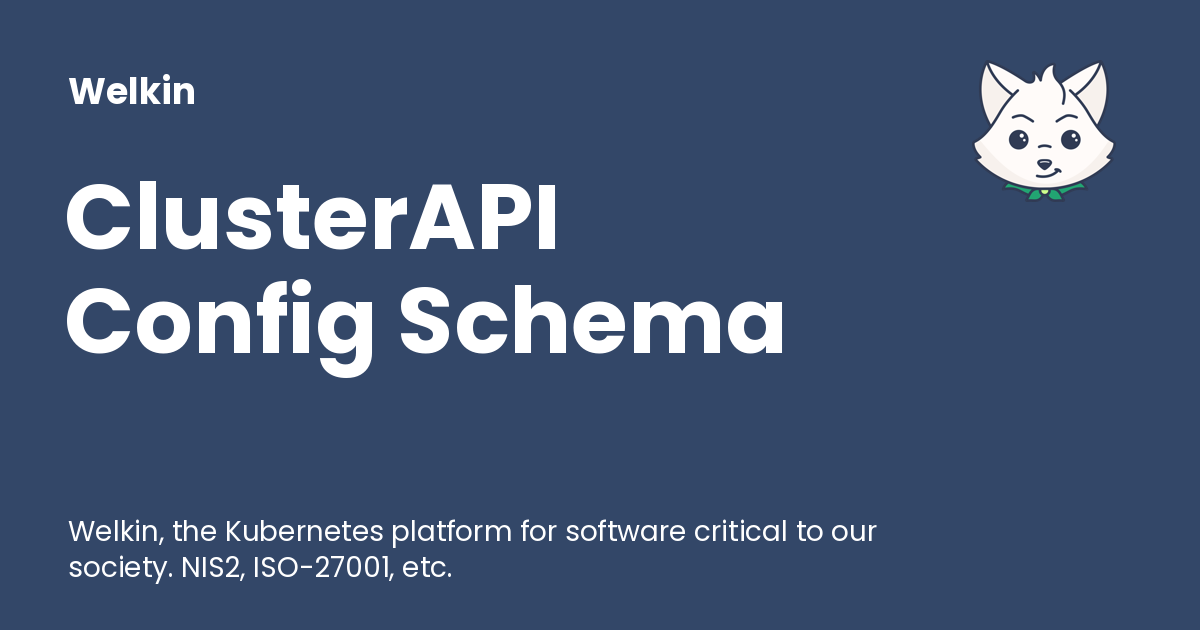 Welkin
ClusterAPI
Config Schema
Welkin, the Kubernetes platform for software critical to our
society. NIS2, ISO-27001, etc.